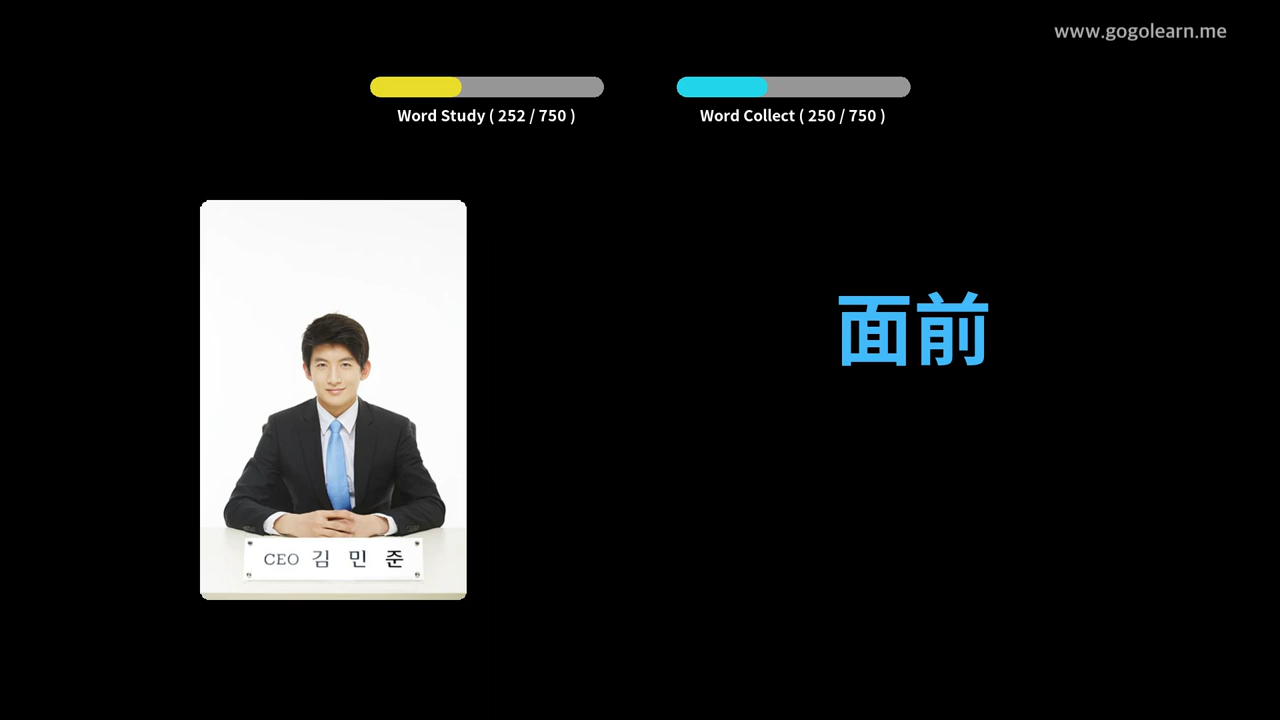 www.gogolearn.me
Word Study ( 252 / 750 )
Word Collect ( 250 / 750 )
面前
CEO 김 민 준